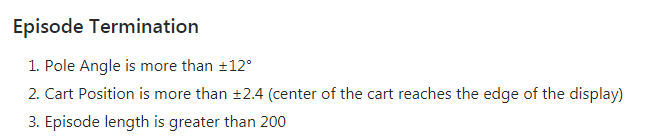 Episode Termination
1. Pole Angle is more than ±12°
2. Cart Position is more than ±2.4 (center of the cart reaches the edge of the display)
3. Episode length is greater than 200